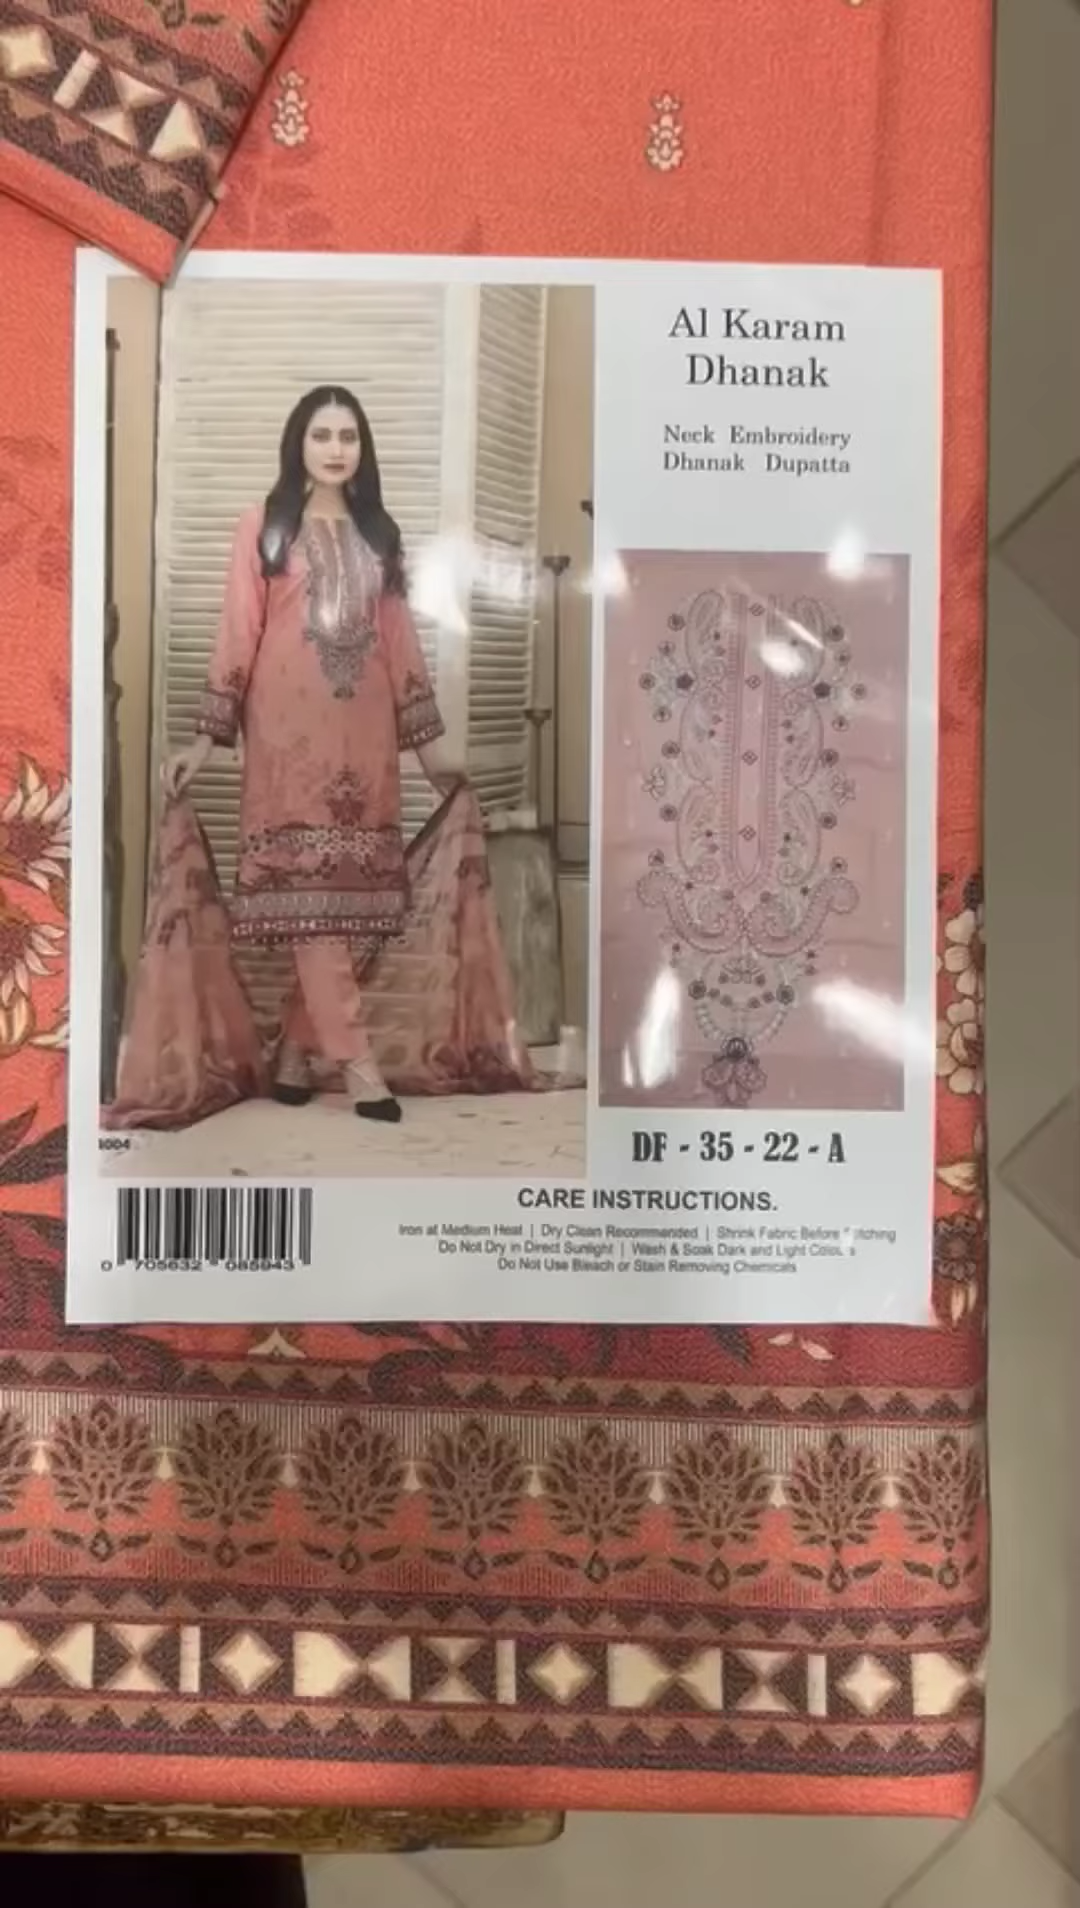 Al Karam
Dhanak
Neck Embroidery
Dhanak Dupatta
DF - 35 - 22 - A
CARE INSTRUCTIONS.
Iron at Medium Heat | Dry Clean Recommended | Shrink Fabric Before
Do Not Dry in Direct Sunlight | Wash & Soak Dark and Light
Do Not Use Bleach or Stain Removing Chemicals
0 705632 085943